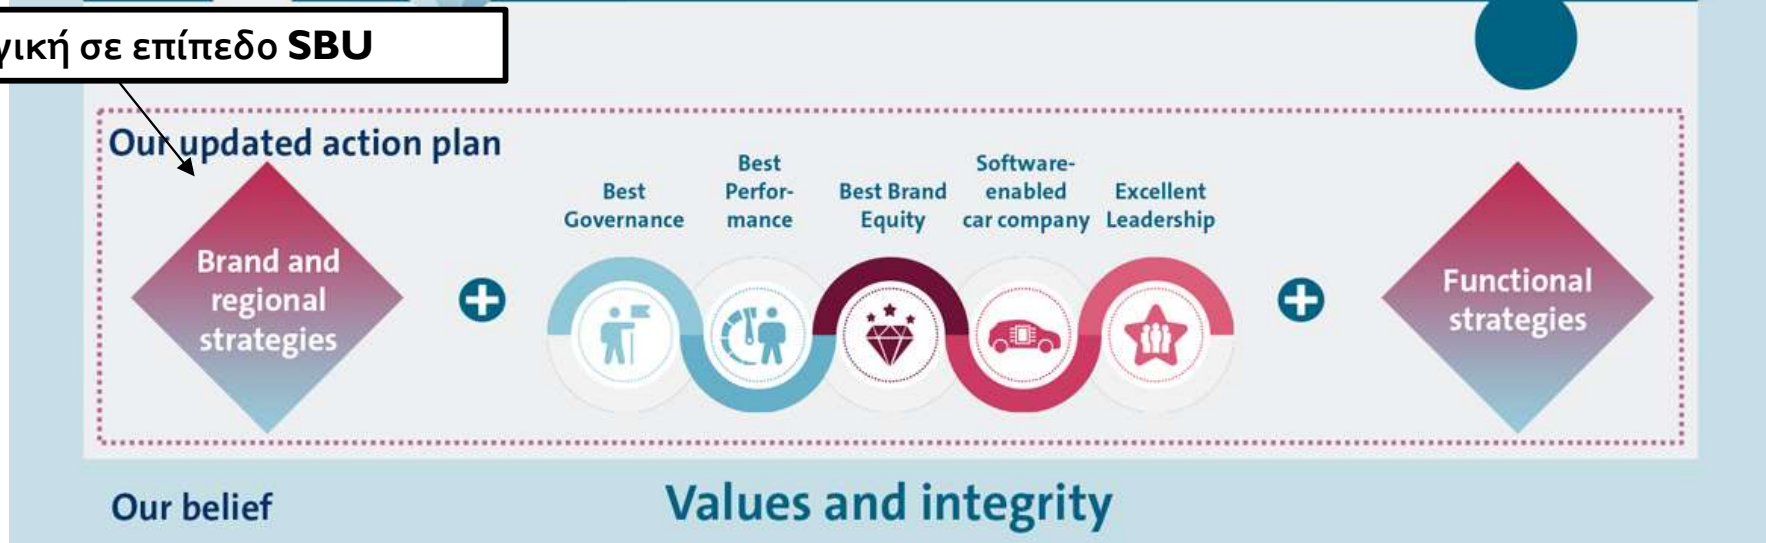 σε επίπεδο SBU
Our updated action plan
Brand and
regional
strategies
Best
Governance
Best
Perfor-
mance
Best Brand
Equity
Software-
enabled
car company
Excellent
Leadership
Functional
strategies
Our belief
Values and integrity